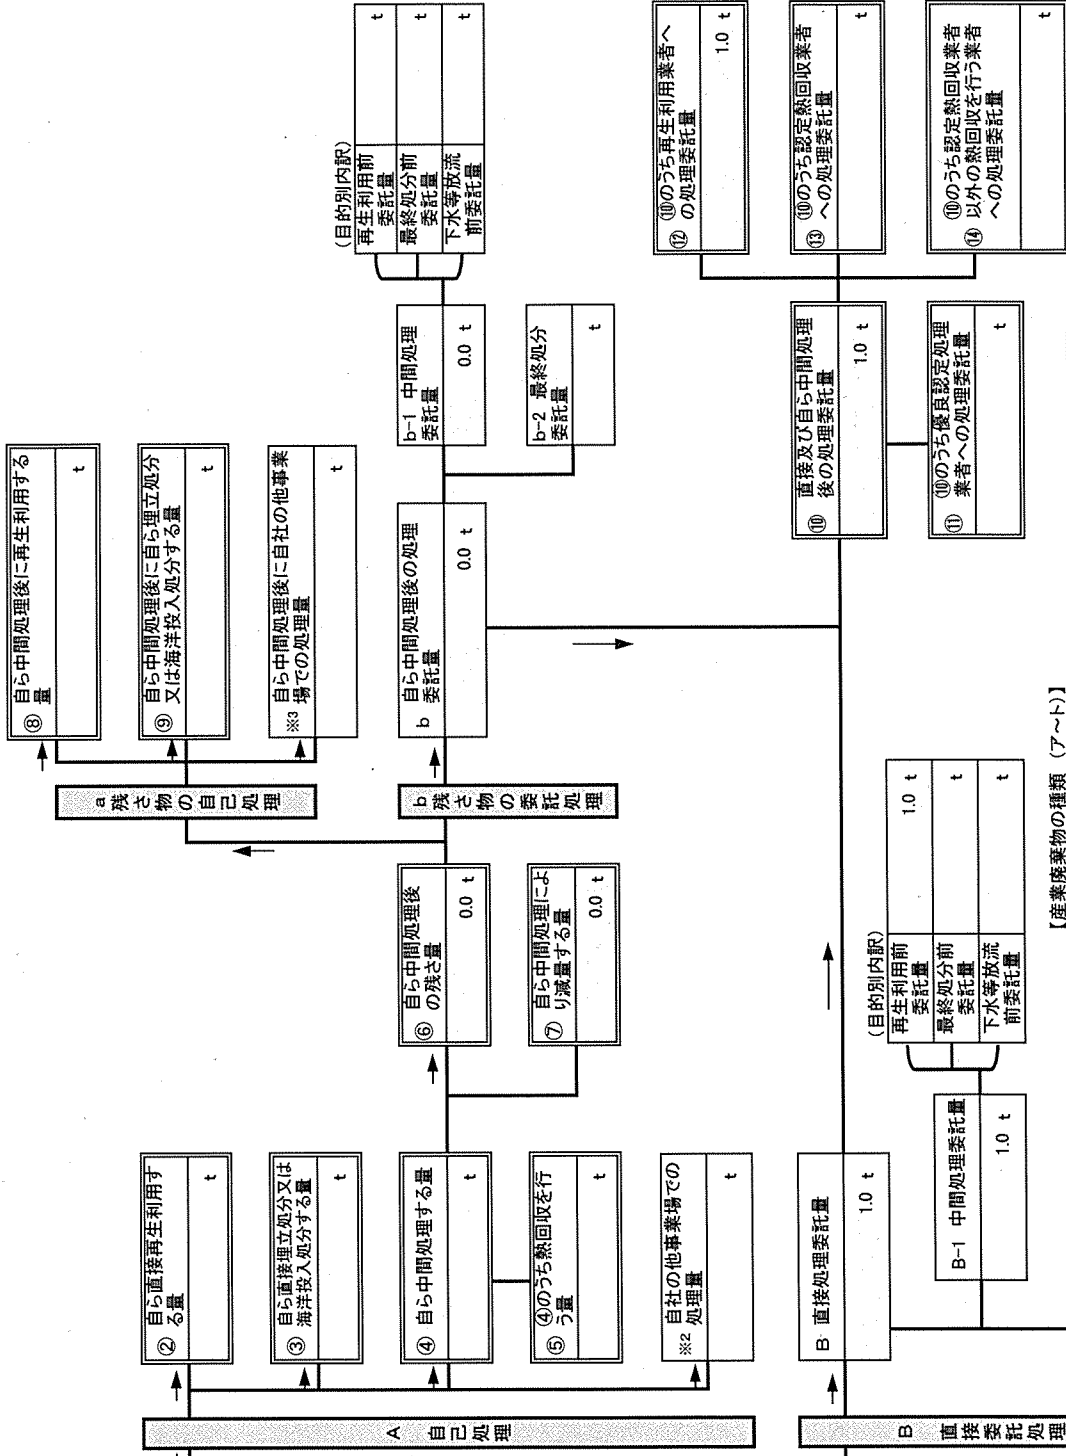 A 自己処理
② 自ら直接再生利用す
る量
t
③ 自ら直接埋立処分又は
海洋投入処分する量
t
④ 自ら中間処理する量
t
⑤ ④のうち熱回収を行
う量
t
※2 自社の他事業場での
処理量
t
⑥ 自ら中間処理後
の残さ量
0.0 t
⑦ 自ら中間処理によ
り減量する量
0.0 t
a 残さ物の自己処理
⑧ 自ら中間処理後に再生利用する
量
t
⑨ 自ら中間処理後に自ら埋立処分
又は海洋投入処分する量
t
※3 自ら中間処理後に自社の他事業
場での処理量
t
b 残さ物の委託処理
b 自ら中間処理後の処理
委託量
0.0 t
b-1 中間処理
委託量
0.0 t
b-2 最終処分
委託量
t
(目的別内訳)
再生利用前
委託量
t
最終処分前
委託量
t
下水等放流
前委託量
t
B 直接委託処理
B 直接処理委託量
1.0 t
B-1 中間処理委託量
1.0 t
(目的別内訳)
再生利用前
委託量
1.0 t
最終処分前
委託量
t
下水等放流
前委託量
t
⑩ 直接及び自ら中間処理
後の処理委託量
1.0 t
⑪ ⑩のうち優良認定処理
業者への処理委託量
t
⑫ ⑩のうち再生利用業者へ
の処理委託量
1.0 t
⑬ ⑩のうち認定熱回収業者
への処理委託量
t
⑭ ⑩のうち認定熱回収業者
以外の熱回収を行う業者
への処理委託量
t
【産業廃棄物の種類 (ア~ト)】